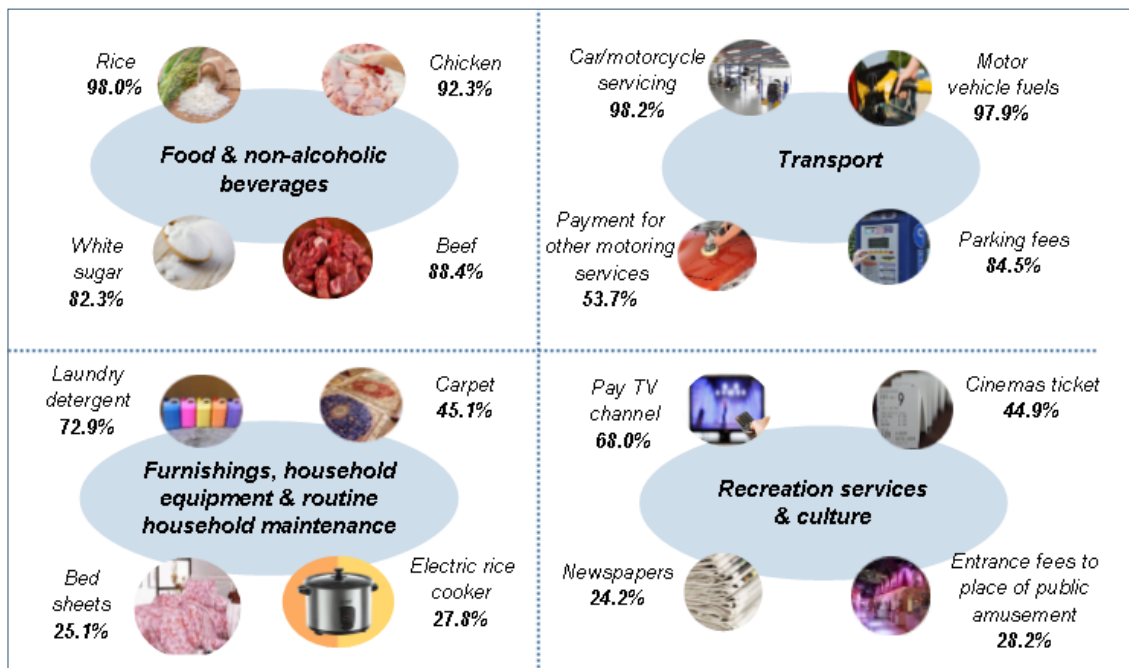 Rice
98.0%
Chicken
92.3%
Food & non-alcoholic
beverages
White
sugar
82.3%
Beef
88.4%
Car/motorcycle
servicing
98.2%
Motor
vehicle fuels
97.9%
Transport
Payment for
other motoring
services
53.7%
Parking fees
84.5%
Laundry
detergent
72.9%
Carpet
45.1%
Furnishings, household
equipment & routine
household maintenance
Bed
sheets
25.1%
Electric rice
cooker
27.8%
Pay TV
channel
68.0%
Cinemas ticket
44.9%
9
Recreation services
& culture
Newspapers
24.2%
Entrance fees to
place of public
amusement
28.2%